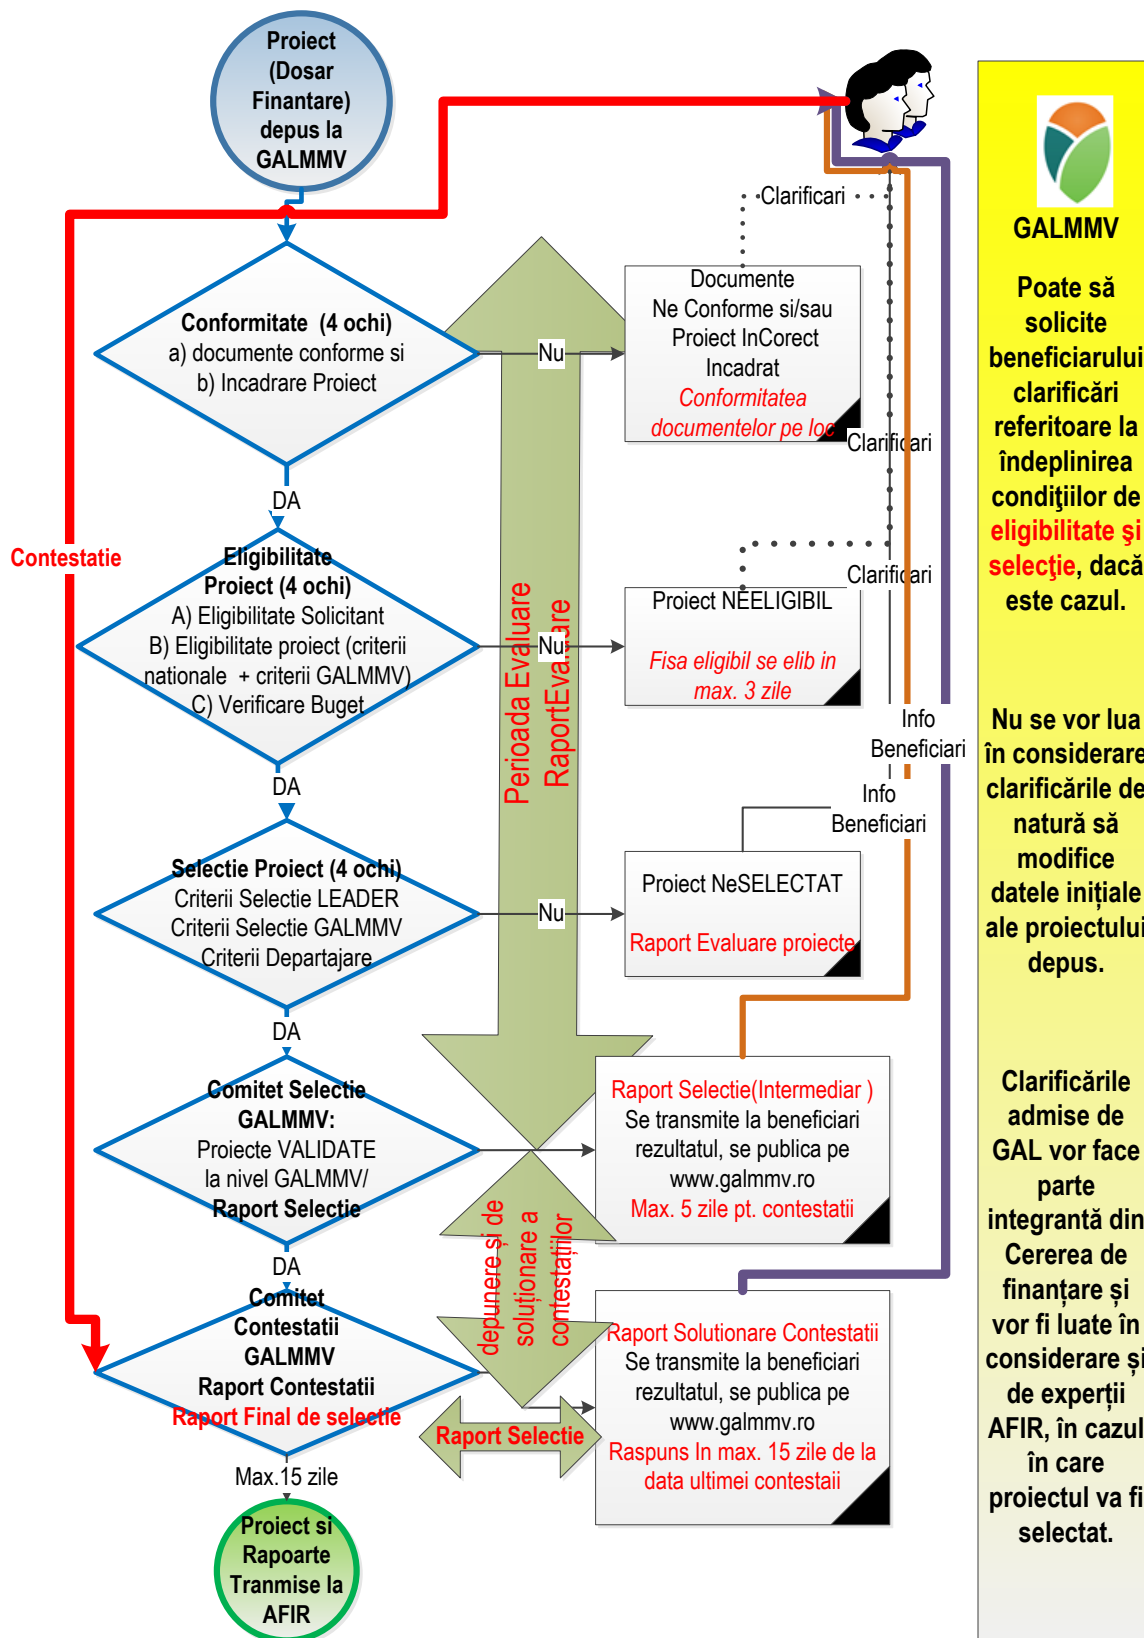 Proiect
(Dosar
Finantare)
depus la
GALMMV
Clarificari
Conformitate (4 ochi)
a) documente conforme si
b) Incadrare Proiect
Nu
Documente
Ne Conforme si/sau
Proiect InCorect
Incadrat
Conformitatea
documentelor pe loc
Clarificari
DA
Contestatie
Eligibilitate
Proiect (4 ochi)
A) Eligibilitate Solicitant
B) Eligibilitate proiect (criterii
nationale + criterii GALMMV)
C) Verificare Buget
Nu
Perioada Evaluare
RaportEvaluare
Clarificari
Proiect NEELIGIBIL
Fisa eligibil se elib in
max. 3 zile
Info
Beneficiari
DA
Info
Beneficiari
Selectie Proiect (4 ochi)
Criterii Selectie LEADER
Criterii Selectie GALMMV
Criterii Departajare
Nu
Proiect NeSELECTAT
Raport Evaluare proiecte
DA
Comitet Selectie
GALMMV:
Proiecte VALIDATE
la nivel GALMMV/
Raport Selectie
Raport Selectie(Intermediar )
Se transmite la beneficiari
rezultatul, se publica pe
www.galmmv.ro
Max. 5 zile pt. contestatii
depunere și de
soluționare a
contestațiilor
DA
Comitet
Contestatii
GALMMV
Raport Contestatii
Raport Final de selectie
Raport Selectie
Raport Solutionare Contestatii
Se transmite la beneficiari
rezultatul, se publica pe
www.galmmv.ro
Raspuns In max. 15 zile de la
data ultimei contestaii
Max.15 zile
Proiect si
Rapoarte
Tranmise la
AFIR
GALMMV
Poate să
solicite
beneficiarului
clarificări
referitoare la
îndeplinirea
condiţiilor de
eligibilitate şi
selecţie, dacă
este cazul.
Nu se vor lua
în considerare
clarificările de
natură să
modifice
datele inițiale
ale proiectului
depus.
Clarificările
admise de
GAL vor face
parte
integrantă din
Cererea de
finanțare și
vor fi luate în
considerare și
de experții
AFIR, în cazul
în care
proiectul va fi
selectat.